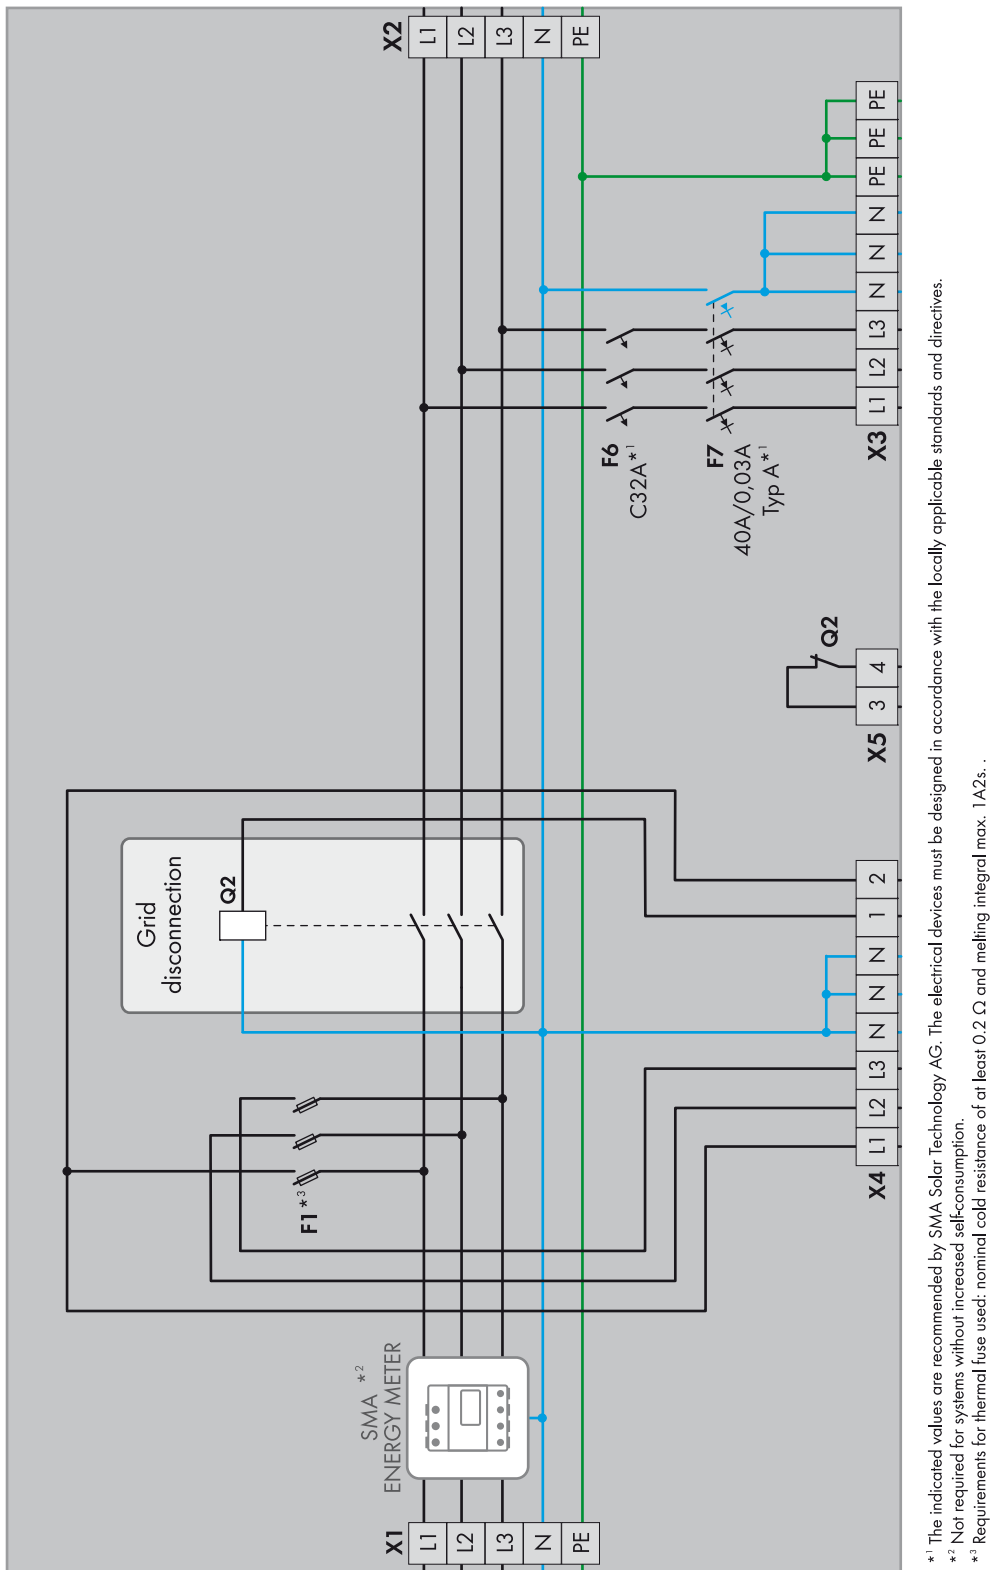 X2
L1
L2
L3
N
PE
PE
PE
PE
N
N
N
L3
L2
L1
X3
F6
C32A*1
F7
40A/0,03A
Typ A*1
Q2
4
3
X5
Grid
disconnection
Q2
2
1
N
N
N
L3
L2
L1
X4
F1*3
SMA *2
ENERGY METER
X1
L1
L2
L3
N
PE
*1 The indicated values are recommended by SMA Solar Technology AG. The electrical devices must be designed in accordance with the locally applicable standards and directives.
*2 Not required for systems without increased self-consumption.
*3 Requirements for thermal fuse used: nominal cold resistance of at least 0.2 Ω and melting integral max. 1A2s. .